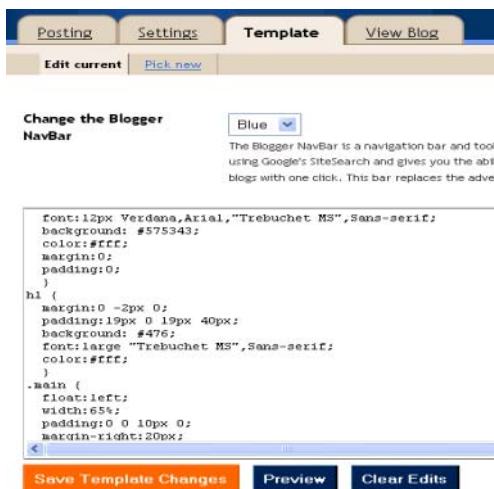 Posting Settings Template View Blog
Edit current Pick new
Change the Blogger
NavBar
Blue
The Blogger NavBar is a navigation bar and tool
using Google's SiteSearch and gives you the abil
blogs with one click. This bar replaces the adve
font:12px Verdana,Arial,"Trebuchet MS",Sans-serif;
background: #575343;
color:#fff;
margin:0;
padding:0;
}
h1 {
margin:0 -2px 0;
padding:19px 0 19px 40px;
background: #476;
font:large "Trebuchet MS",Sans-serif;
color:#fff;
}
.main {
float:left;
width:65%;
padding:0 0 10px 0;
margin-right:20px;
Save Template Changes Preview Clear Edits